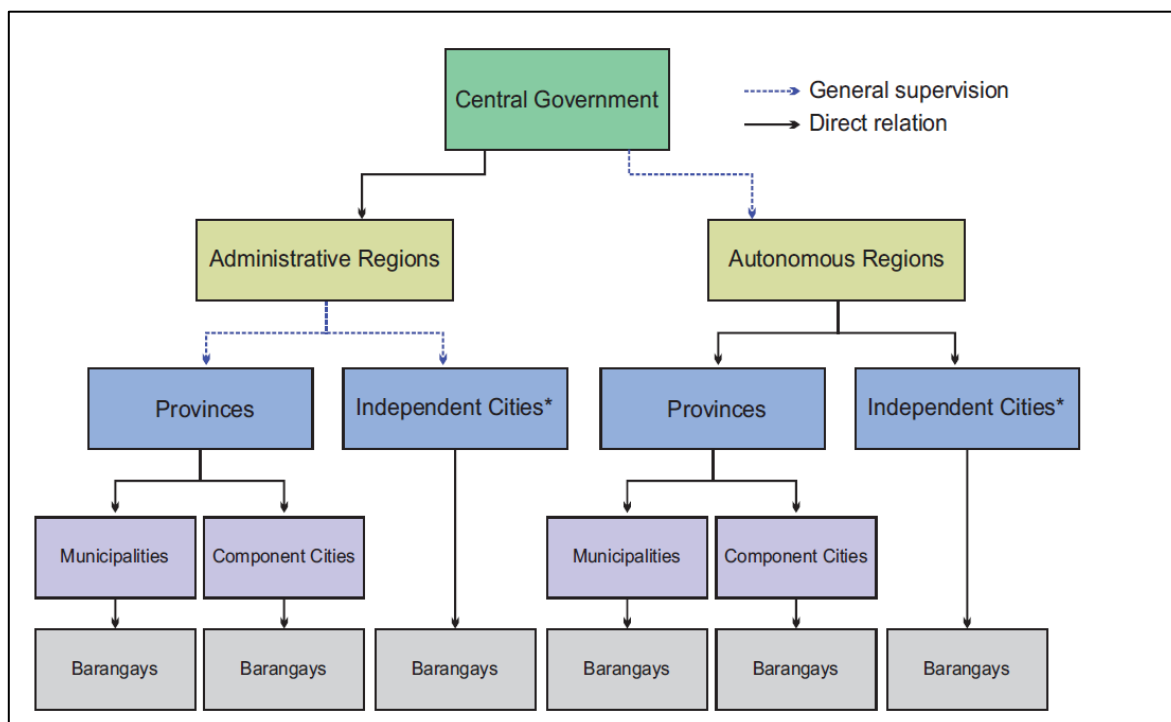 Central Government
General supervision
Direct relation
Administrative Regions
Autonomous Regions
Provinces
Independent Cities*
Provinces
Independent Cities*
Municipalities
Component Cities
Municipalities
Component Cities
Barangays
Barangays
Barangays
Barangays
Barangays
Barangays